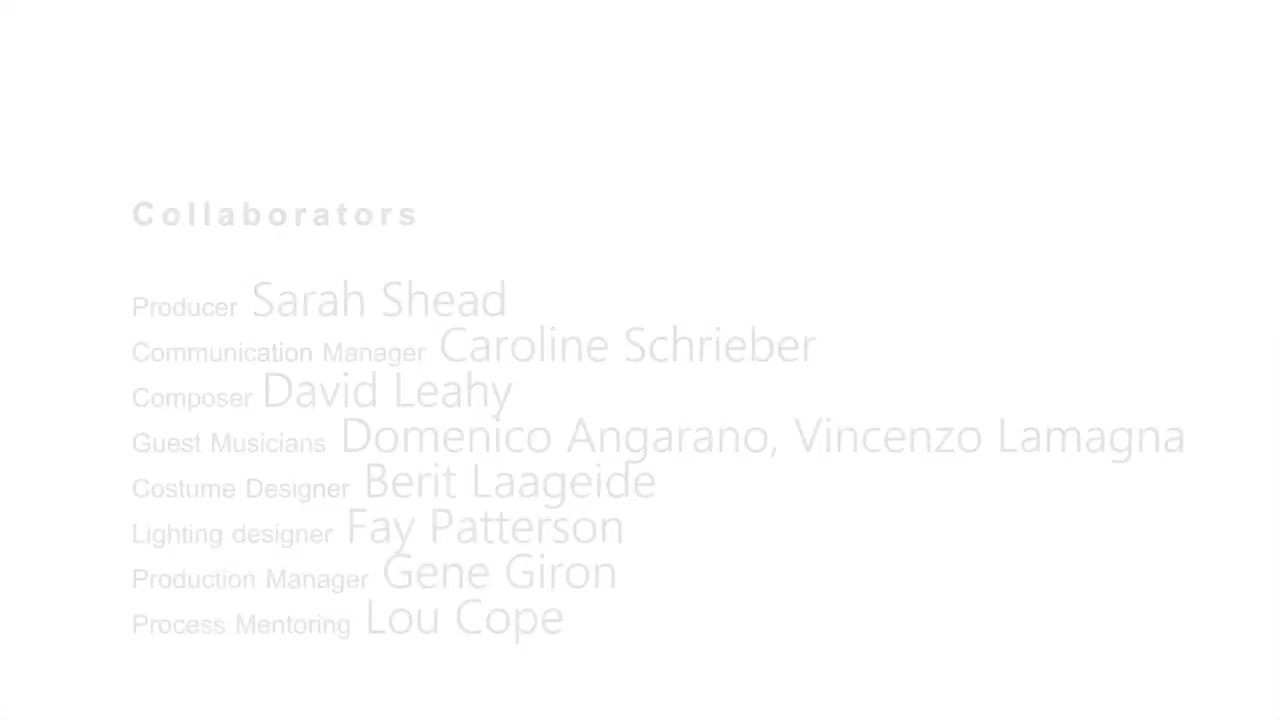 Collaborators
Producer Sarah Shead
Communication Manager Caroline Schrieber
Composer David Leahy
Guest Musicians Domenico Angarano, Vincenzo Lamagna
Costume Designer Berit Laageide
Lighting designer Fay Patterson
Production Manager Gene Giron
Process Mentoring Lou Cope